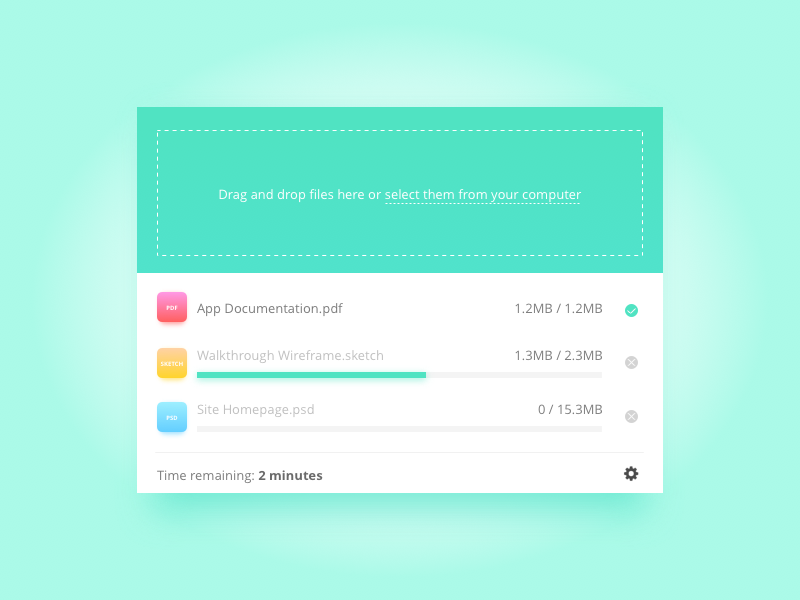 Drag and drop files here or select them from your computer
PDF
App Documentation.pdf
1.2MB / 1.2MB
SKETCH
Walkthrough Wireframe.sketch
1.3MB / 2.3MB
PSD
Site Homepage.psd
0 / 15.3MB
Time remaining: 2 minutes